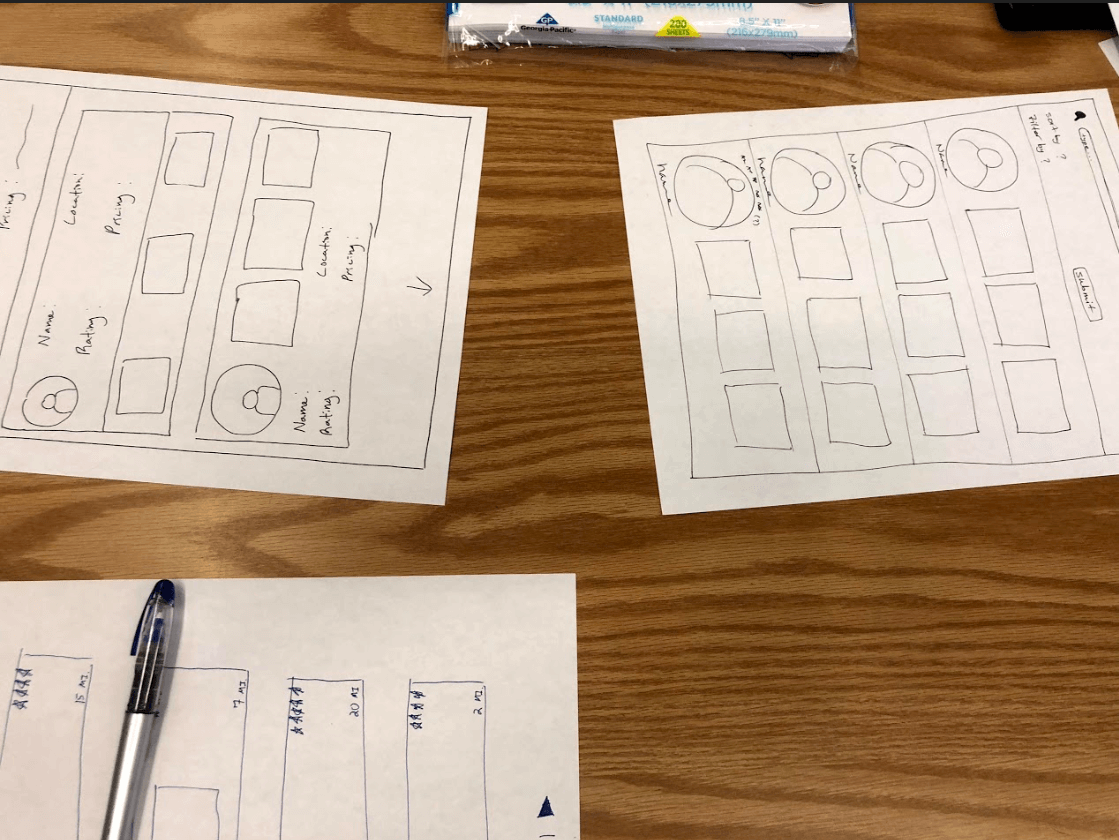 GP
Georgia-Pacific
STANDARD
230
SHEETS
8.5" X 11"
(216x279mm)
Pricing:
Location:
Pricing:
Name:
Rating:
Location:
Pricing:
Name:
Rating:
Sort by ?
Filter by ?
Submit
Name
Name
Name
Name
15 MI.
7 MI.
20 MI
2 MI.